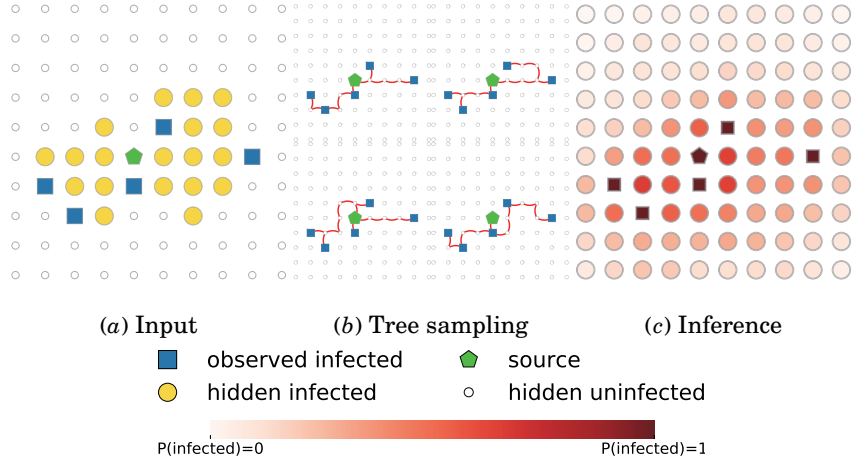 (a) Input
(b) Tree sampling
(c) Inference
observed infected
source
hidden infected
hidden uninfected
P(infected)=0
P(infected)=1